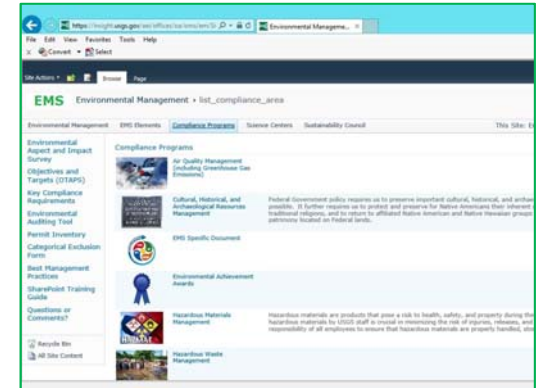 https://insight.usgs.gov/
Environmental Manageme...
File Edit View Favorites Tools Help
x Convert Select
Site Actions Browse Page
EMS Environmental Management › list_compliance_area
Environmental Management EMS Elements Compliance Programs Science Centers Sustainability Council This Site: E
Environmental
Aspect and Impact
Survey
Objectives and
Targets (OTAPS)
Key Compliance
Requirements
Environmental
Auditing Tool
Permit Inventory
Categorical Exclusion
Form
Best Management
Practices
SharePoint Training
Guide
Questions or
Comments?
Recycle Bin
All Site Content
Compliance Programs
Air Quality Management
(including Greenhouse Gas
Emissions)
Cultural, Historical, and
Archaeological Resources
Management
Federal Government policy requires us to preserve important cultural, historical, and archae
possible. It further requires us to protect and preserve for Native Americans their inherent
traditional religions, and to return to affiliated Native American and Native Hawaiian groups
patrimony located on Federal lands.
EMS Specific Document
Environmental Achievement
Awards
Hazardous Materials
Management
Hazardous materials are products that pose a risk to health, safety, and property during the
hazardous materials by USGS staff is crucial in minimizing the risk of injuries, releases, and
responsibility of all employees to ensure that hazardous materials are properly handled, sto
Hazardous Waste
Management